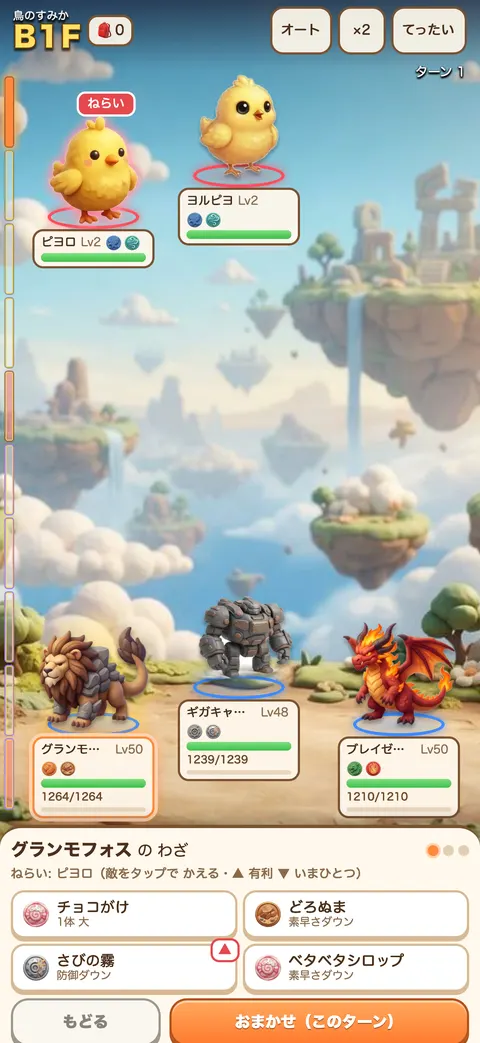 鳥のすみか
B1F
0
オート
×2
てったい
ターン 1
ねらい
ヨルピヨ Lv2
ピヨロ Lv2
グランモ… Lv50
1264/1264
ギガキャ… Lv48
1239/1239
ブレイゼ… Lv50
1210/1210
グランモフォス の わざ
ねらい: ピヨロ（敵をタップで かえる・▲ 有利 ▼ いまひとつ）
チョコがけ
1体 大
どろぬま
素早さダウン
さびの霧
防御ダウン
▲
ベタベタシロップ
素早さダウン
もどる
おまかせ（このターン）